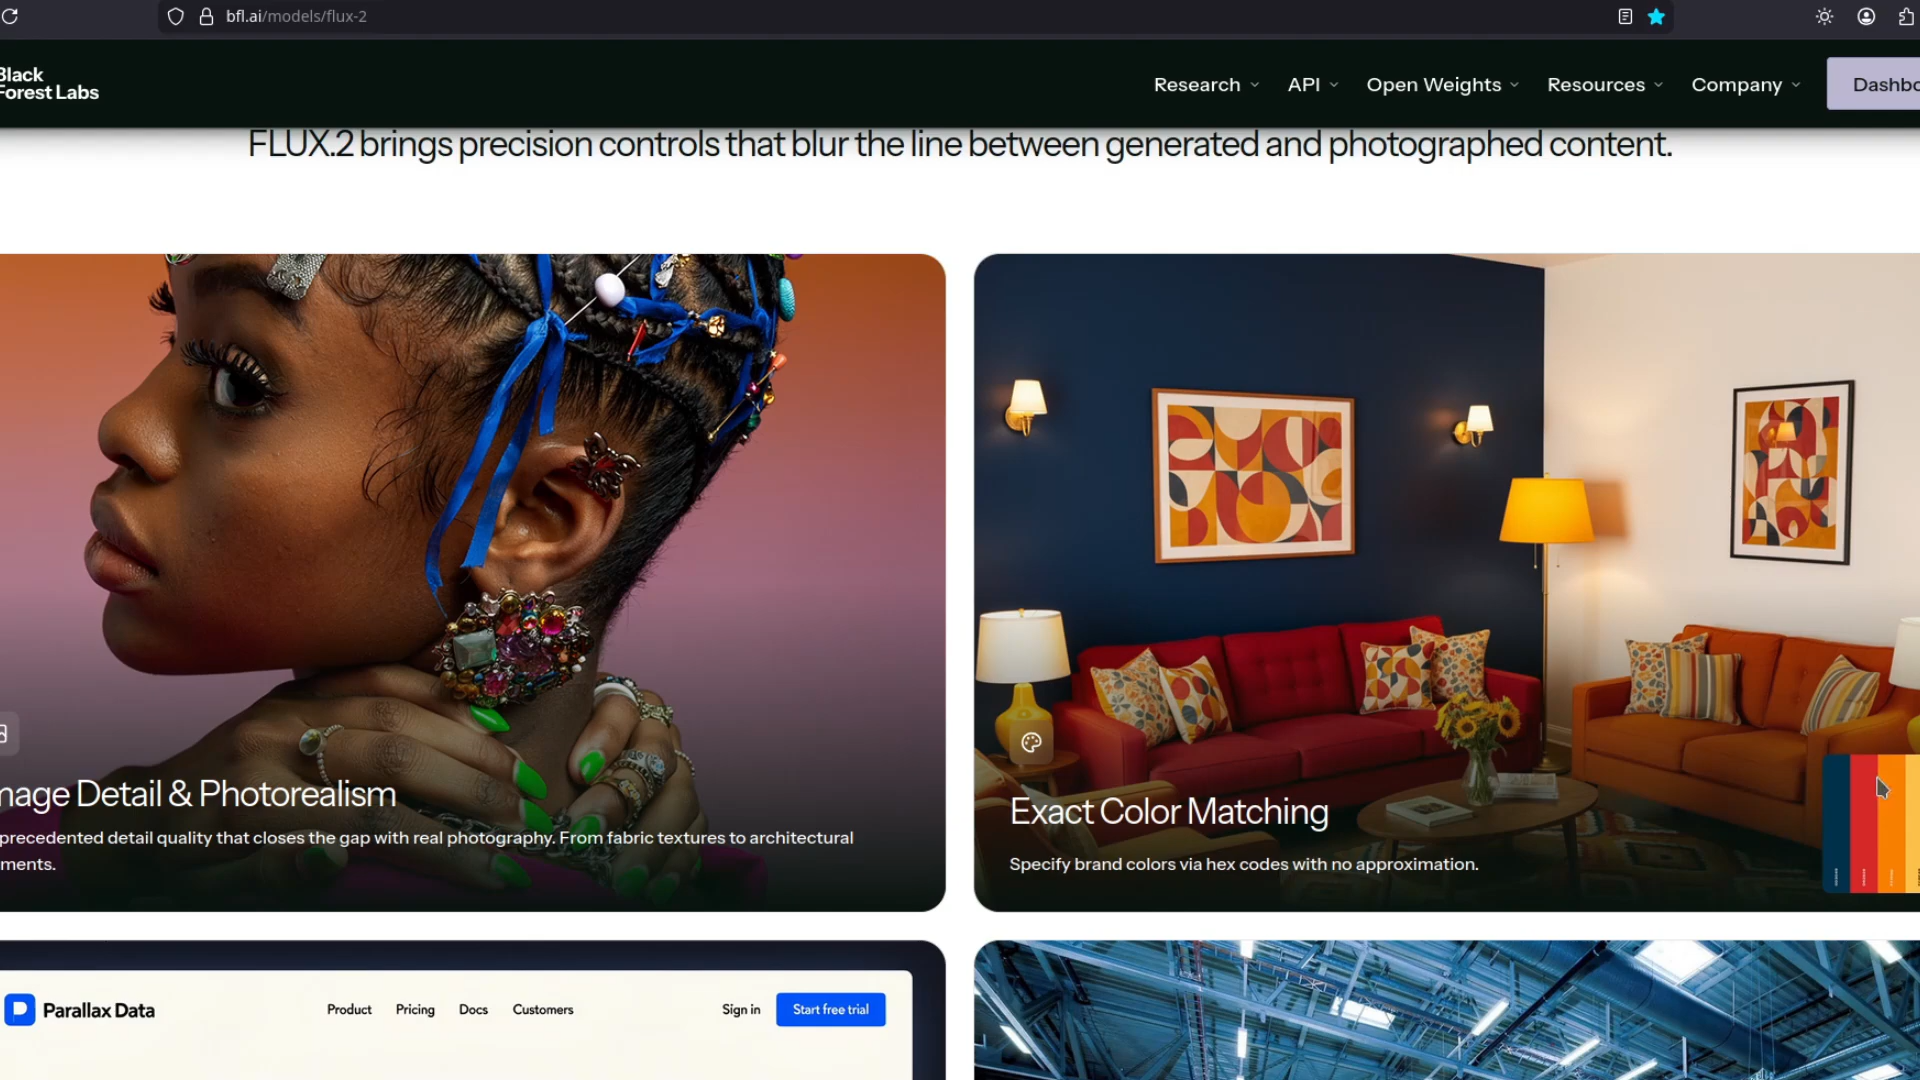 bfl.ai/models/flux-2
Black
Forest Labs
Research
API
Open Weights
Resources
Company
Dashbo
FLUX.2 brings precision controls that blur the line between generated and photographed content.
mage Detail & Photorealism
precedented detail quality that closes the gap with real photography. From fabric textures to architectural
ments.
Exact Color Matching
Specify brand colors via hex codes with no approximation.
Parallax Data
Product
Pricing
Docs
Customers
Sign in
Start free trial